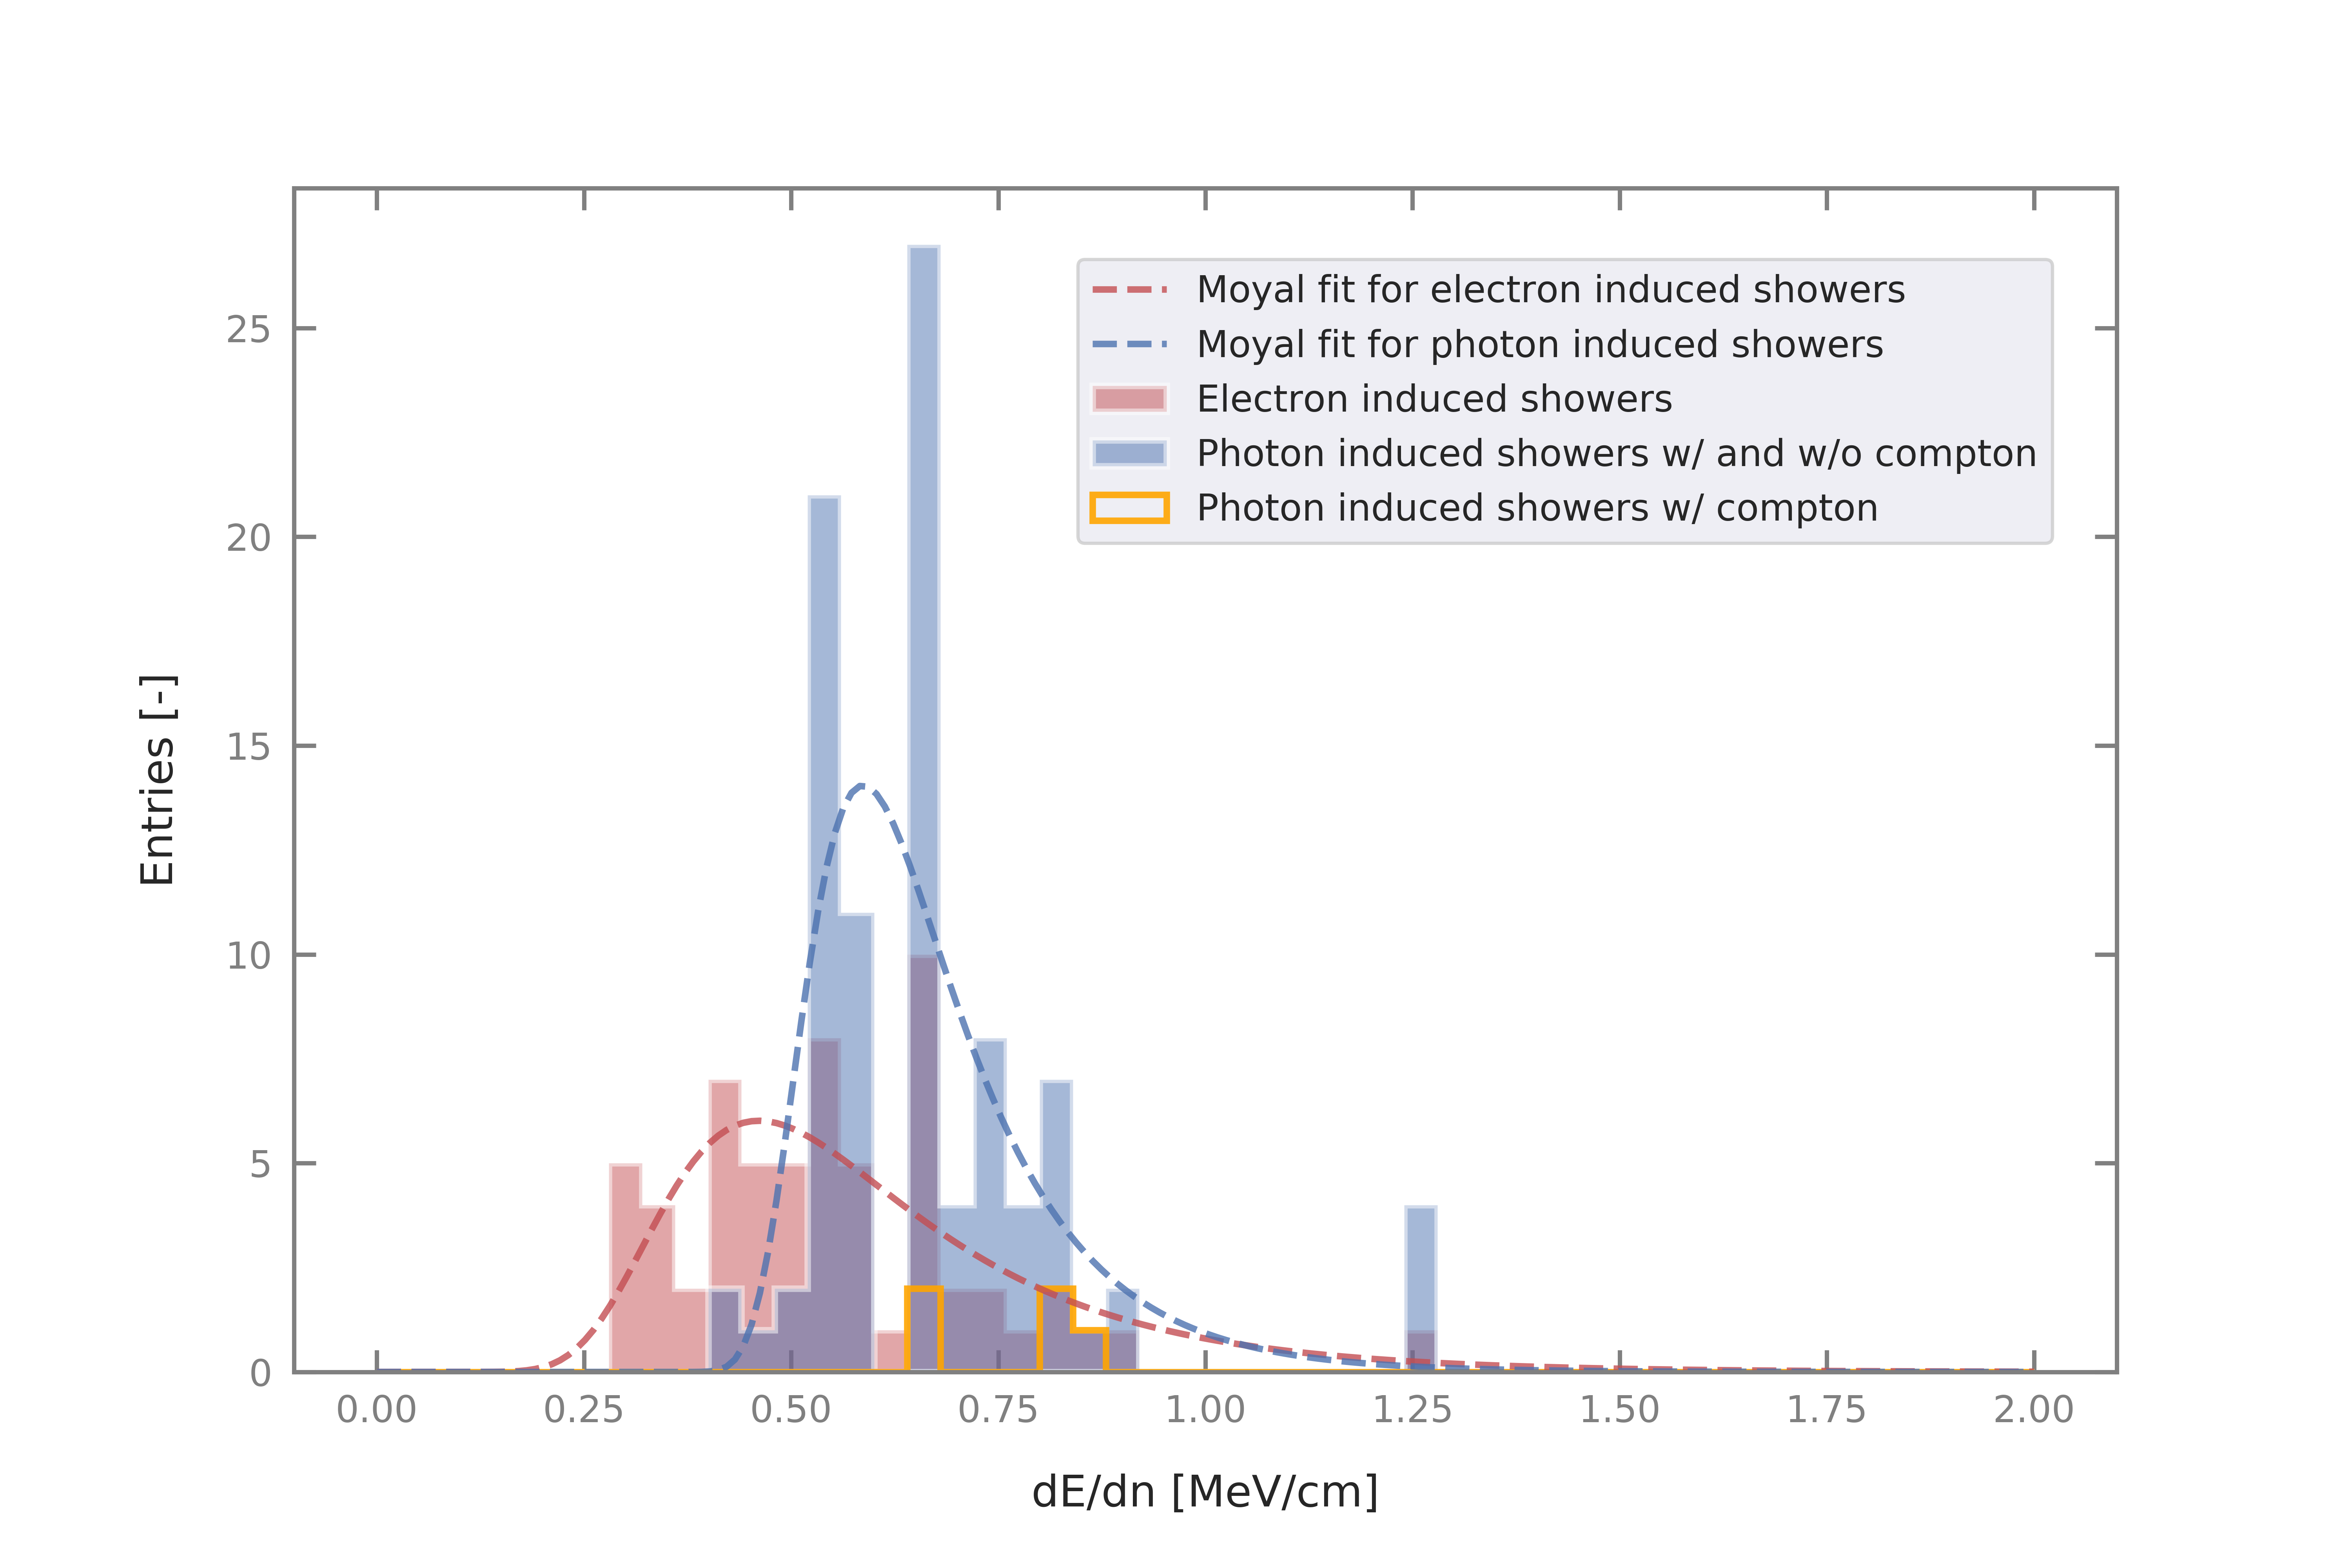 Moyal fit for electron induced showers
Moyal fit for photon induced showers
Electron induced showers
Photon induced showers w/ and w/o compton
Photon induced showers w/ compton
Entries [-]
25
20
15
10
5
0
0.00 0.25 0.50 0.75 1.00 1.25 1.50 1.75 2.00
dE/dn [MeV/cm]